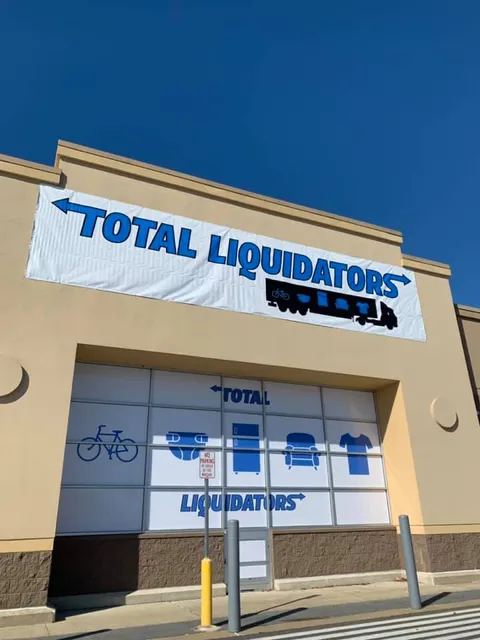 TOTAL LIQUIDATORS
TOTAL
LIQUIDATORS
NO
PARKING